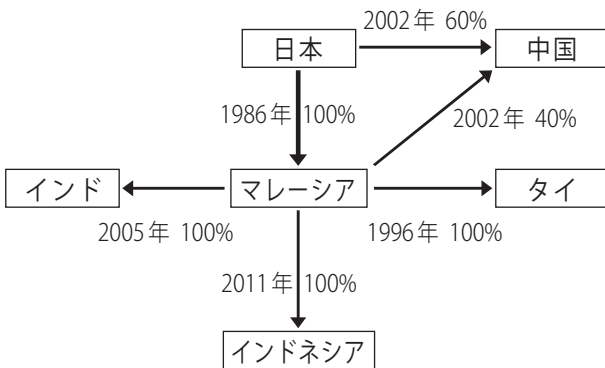 2002年 60%
日本
中国
1986年 100%
2002年 40%
インド
マレーシア
タイ
2005年 100%
1996年 100%
2011年 100%
インドネシア